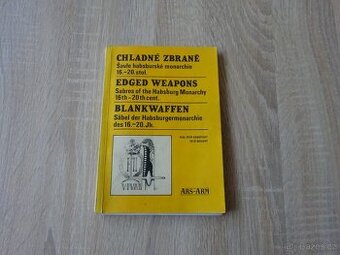 CHLADNÉ ZBRANĚ
Šavle habsburské monarchie
16.–20. stol.
EDGED WEAPONS
Sabres of the Habsburg Monarchy
16th – 20th cent.
BLANKWAFFEN
Säbel der Habsburgermonarchie
des 16.–20. Jh.
ARS-ARM